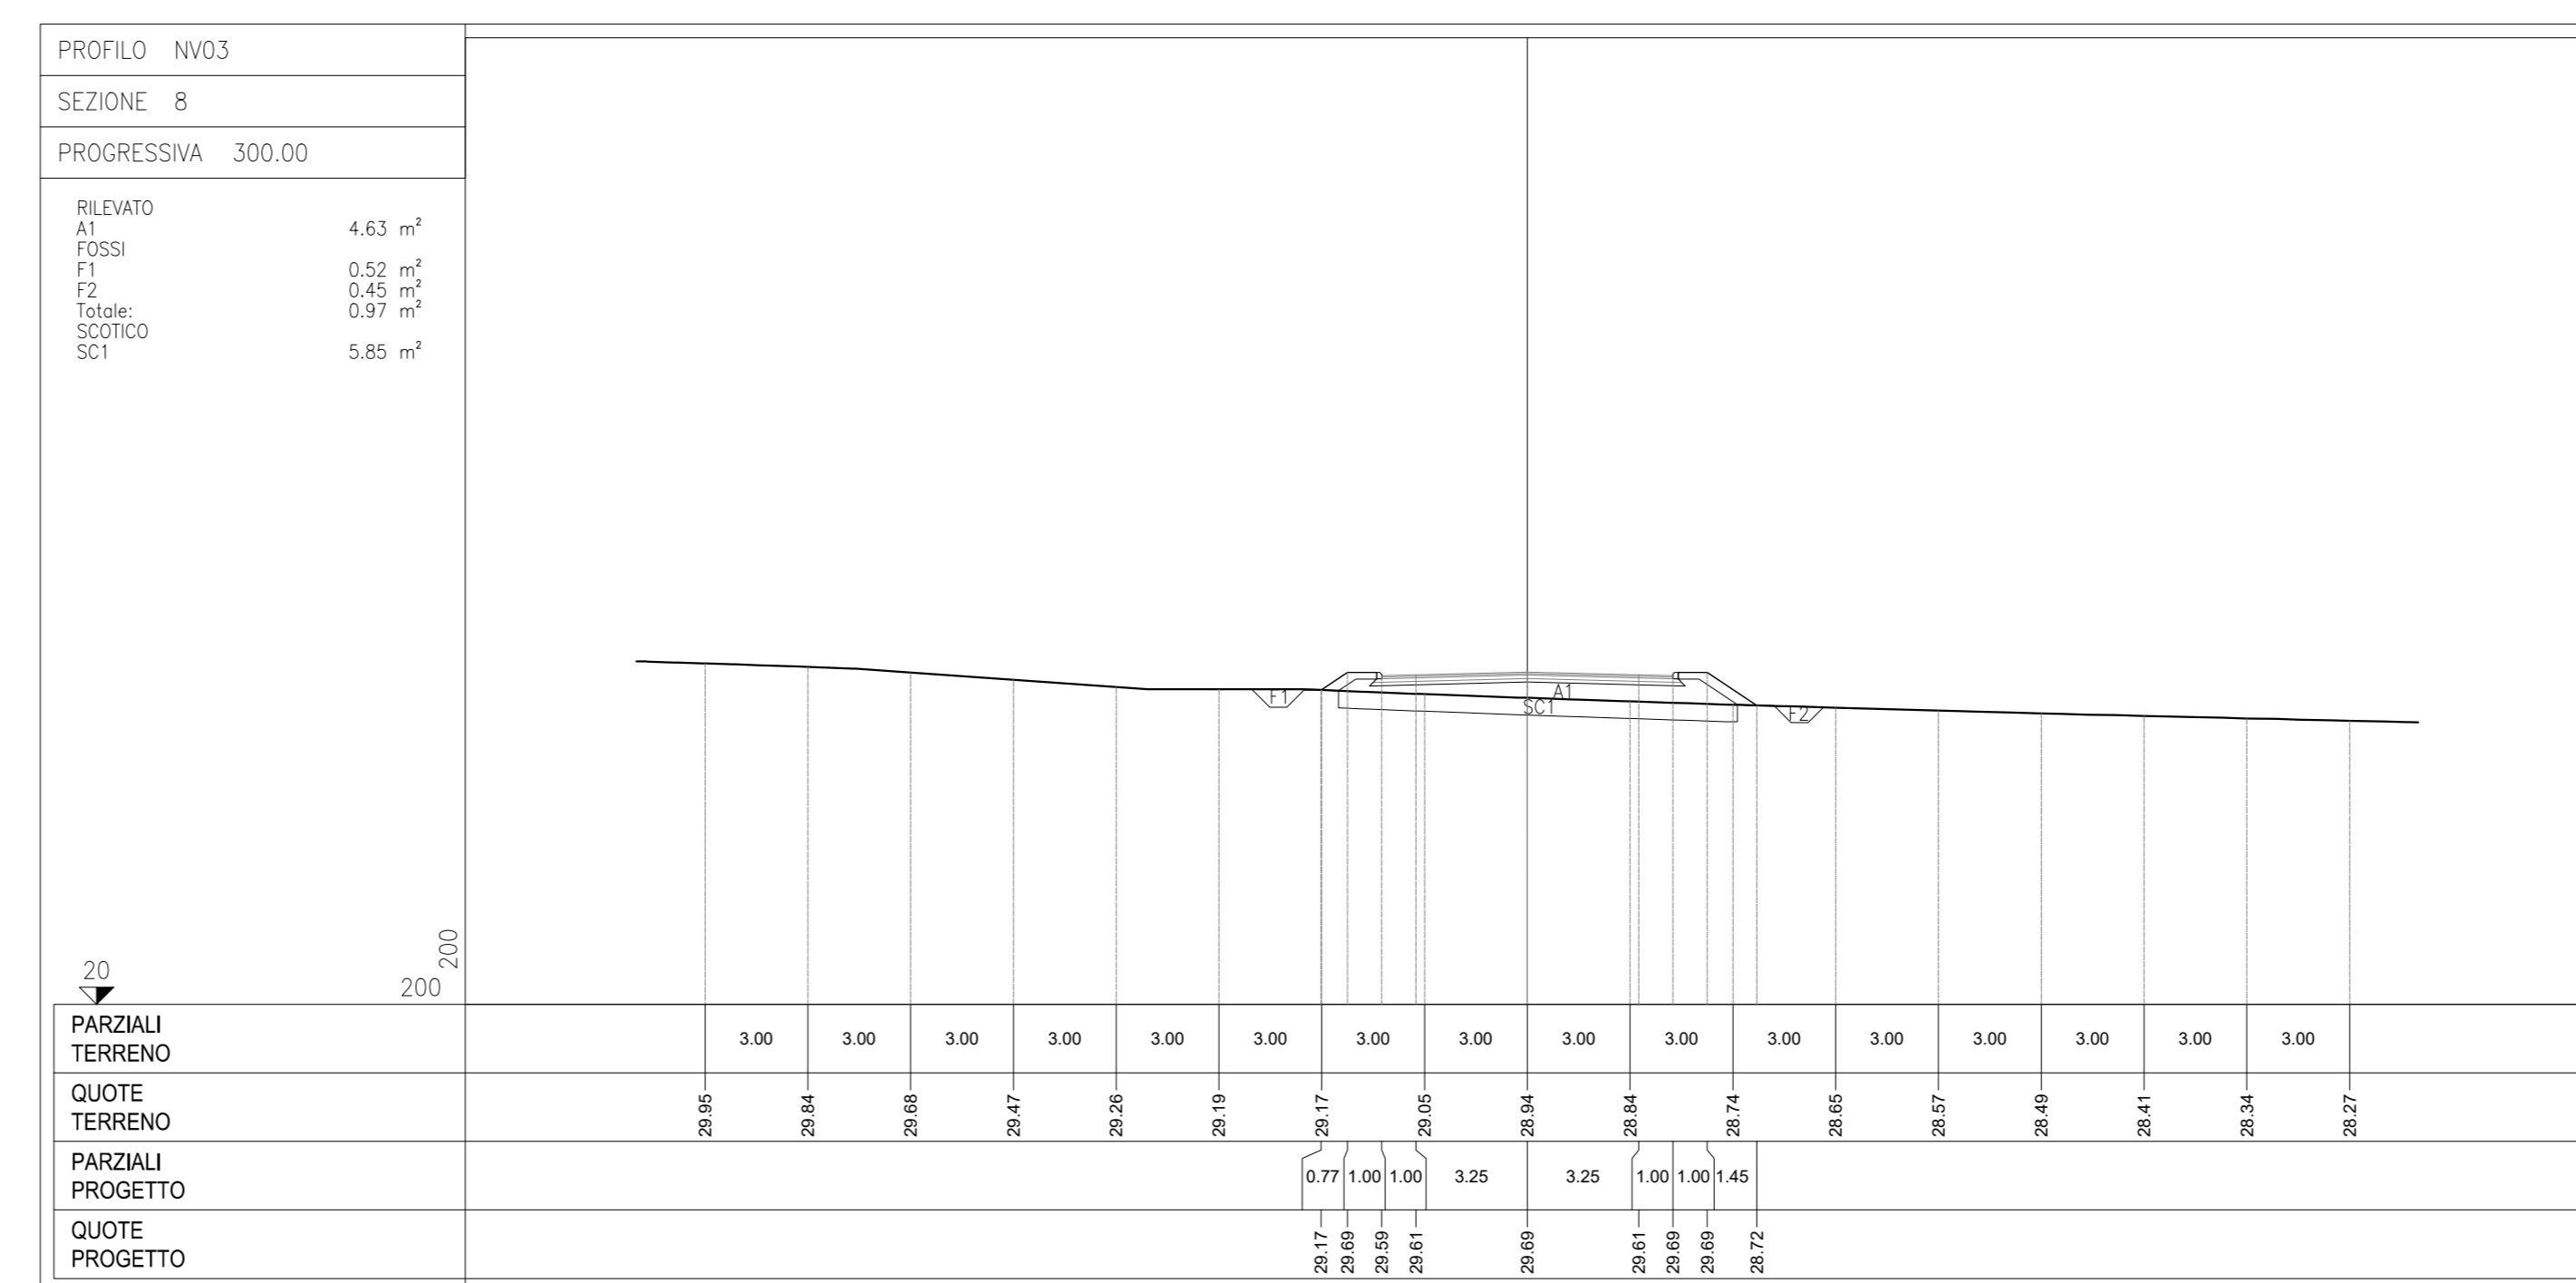 PROFILO NV03
SEZIONE 8
PROGRESSIVA 300.00
RILEVATO
A1 4.63 m²
FOSSI
F1 0.52 m²
F2 0.45 m²
Totale: 0.97 m²
SCOTICO
SC1 5.85 m²
F1
A1
SC1
F2
20
200
200
PARZIALI
TERRENO
3.00 3.00 3.00 3.00 3.00 3.00 3.00 3.00 3.00 3.00 3.00 3.00 3.00 3.00 3.00 3.00
QUOTE
TERRENO
29.95 29.84 29.68 29.47 29.26 29.19 29.17 29.05 28.94 28.84 28.74 28.65 28.57 28.49 28.41 28.34 28.27
PARZIALI
PROGETTO
0.77 1.00 1.00 3.25 3.25 1.00 1.00 1.45
QUOTE
PROGETTO
29.17 29.69 29.59 29.61 29.69 29.61 29.69 29.69 28.72